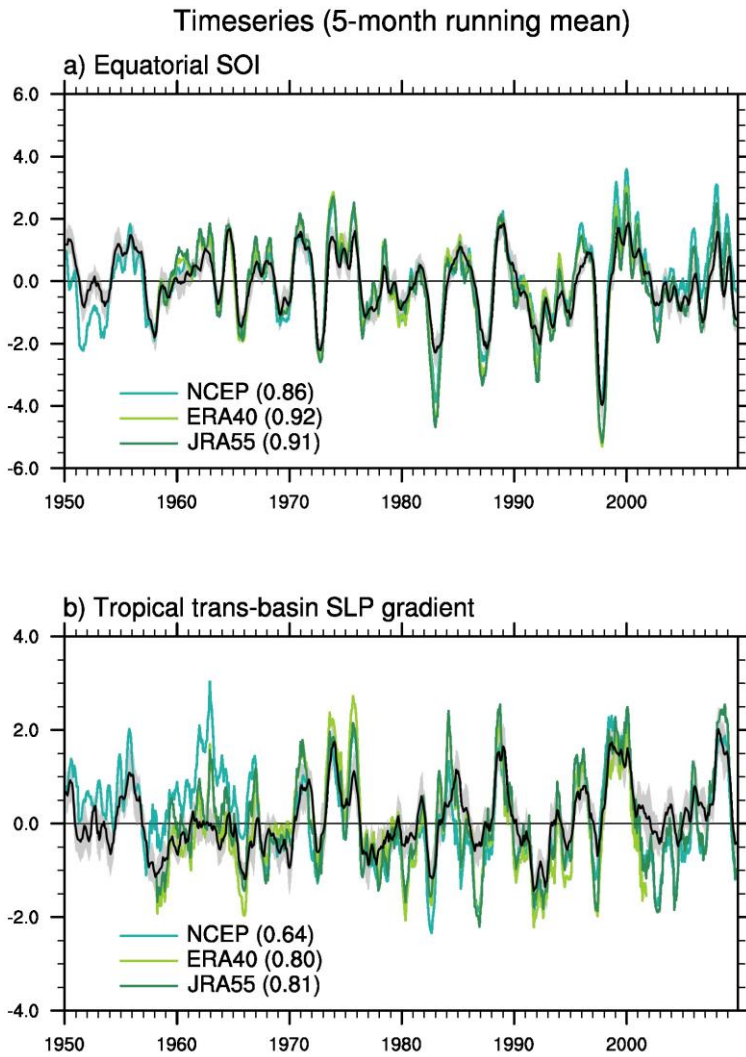 Timeseries (5-month running mean)
a) Equatorial SOI
6.0
4.0
2.0
0.0
-2.0
-4.0
-6.0
NCEP (0.86)
ERA40 (0.92)
JRA55 (0.91)
1950 1960 1970 1980 1990 2000
b) Tropical trans-basin SLP gradient
4.0
2.0
0.0
-2.0
-4.0
NCEP (0.64)
ERA40 (0.80)
JRA55 (0.81)
1950 1960 1970 1980 1990 2000